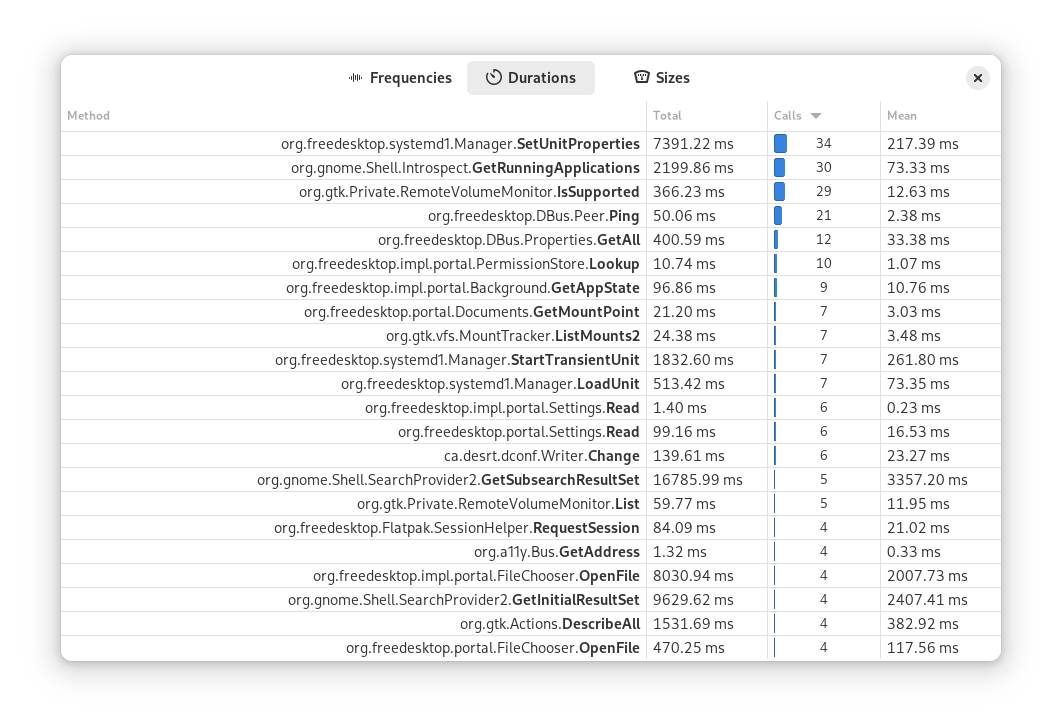 Frequencies Durations Sizes
Method Total Calls Mean
org.freedesktop.systemd1.Manager.SetUnitProperties 7391.22 ms 34 217.39 ms
org.gnome.Shell.Introspect.GetRunningApplications 2199.86 ms 30 73.33 ms
org.gtk.Private.RemoteVolumeMonitor.IsSupported 366.23 ms 29 12.63 ms
org.freedesktop.DBus.Peer.Ping 50.06 ms 21 2.38 ms
org.freedesktop.DBus.Properties.GetAll 400.59 ms 12 33.38 ms
org.freedesktop.impl.portal.PermissionStore.Lookup 10.74 ms 10 1.07 ms
org.freedesktop.impl.portal.Background.GetAppState 96.86 ms 9 10.76 ms
org.freedesktop.portal.Documents.GetMountPoint 21.20 ms 7 3.03 ms
org.gtk.vfs.MountTracker.ListMounts2 24.38 ms 7 3.48 ms
org.freedesktop.systemd1.Manager.StartTransientUnit 1832.60 ms 7 261.80 ms
org.freedesktop.systemd1.Manager.LoadUnit 513.42 ms 7 73.35 ms
org.freedesktop.impl.portal.Settings.Read 1.40 ms 6 0.23 ms
org.freedesktop.portal.Settings.Read 99.16 ms 6 16.53 ms
ca.desrt.dconf.Writer.Change 139.61 ms 6 23.27 ms
org.gnome.Shell.SearchProvider2.GetSubsearchResultSet 16785.99 ms 5 3357.20 ms
org.gtk.Private.RemoteVolumeMonitor.List 59.77 ms 5 11.95 ms
org.freedesktop.Flatpak.SessionHelper.RequestSession 84.09 ms 4 21.02 ms
org.a11y.Bus.GetAddress 1.32 ms 4 0.33 ms
org.freedesktop.impl.portal.FileChooser.OpenFile 8030.94 ms 4 2007.73 ms
org.gnome.Shell.SearchProvider2.GetInitialResultSet 9629.62 ms 4 2407.41 ms
org.gtk.Actions.DescribeAll 1531.69 ms 4 382.92 ms
org.freedesktop.portal.FileChooser.OpenFile 470.25 ms 4 117.56 ms